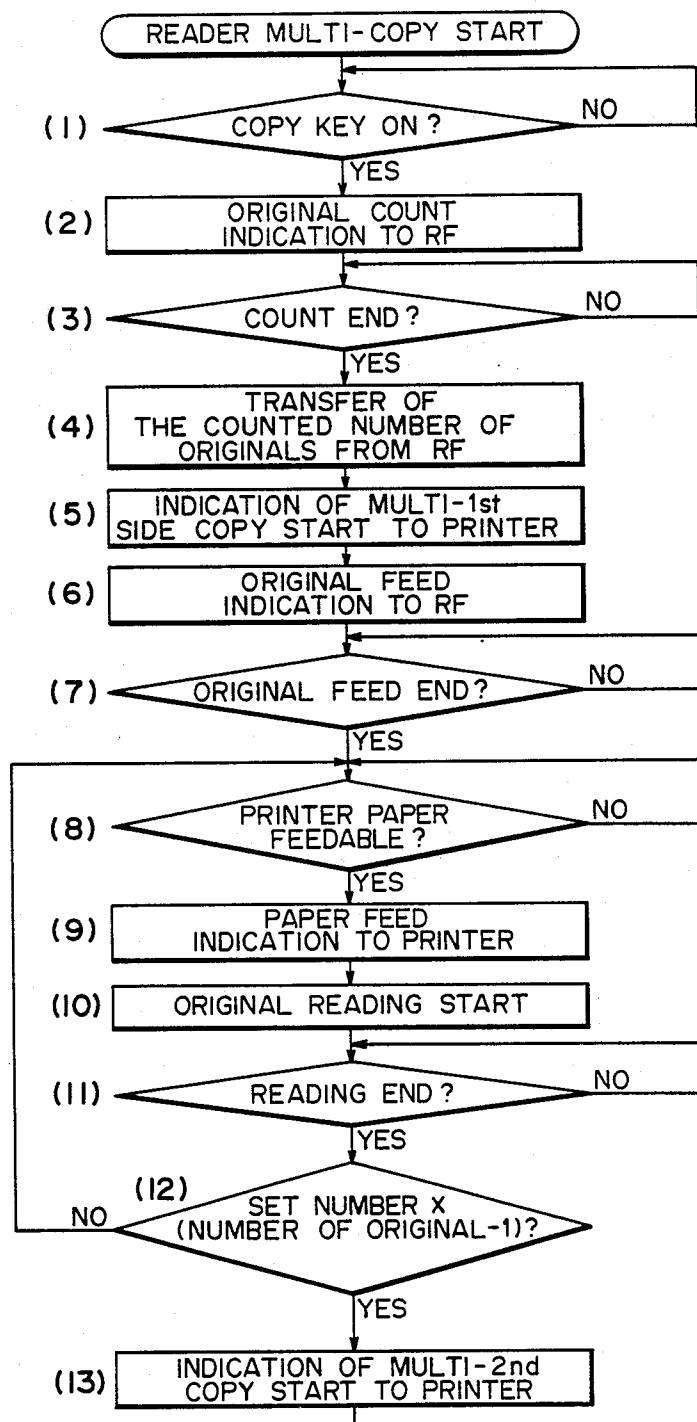 READER MULTI-COPY START
(1)
COPY KEY ON?
NO
YES
(2)
ORIGINAL COUNT
INDICATION TO RF
(3)
COUNT END?
NO
YES
(4)
TRANSFER OF
THE COUNTED NUMBER OF
ORIGINALS FROM RF
(5)
INDICATION OF MULTI-1st
SIDE COPY START TO PRINTER
(6)
ORIGINAL FEED
INDICATION TO RF
(7)
ORIGINAL FEED END?
NO
YES
(8)
PRINTER PAPER
FEEDABLE?
NO
YES
(9)
PAPER FEED
INDICATION TO PRINTER
(10)
ORIGINAL READING START
(11)
READING END?
NO
YES
(12)
SET NUMBER X
(NUMBER OF ORIGINAL-1)?
NO
YES
(13)
INDICATION OF MULTI-2nd
COPY START TO PRINTER